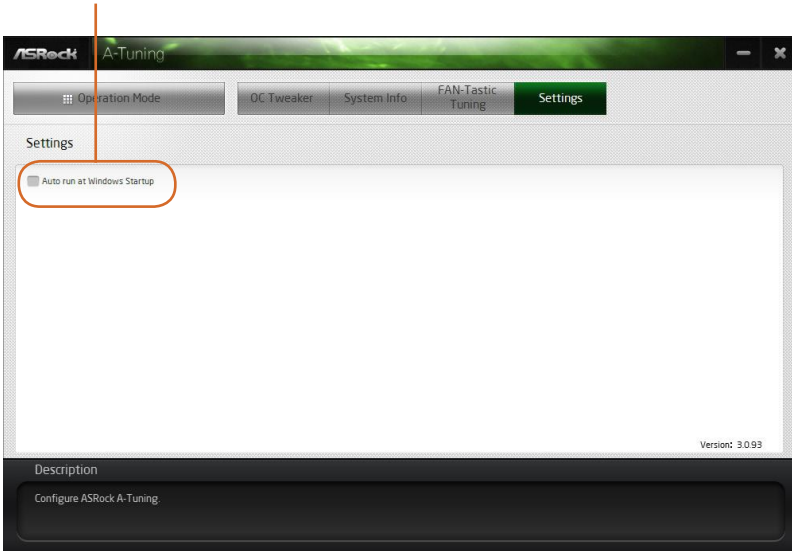 ASRock A-Tuning
Operation Mode
OC Tweaker
System Info
FAN-Tastic
Tuning
Settings
Settings
Auto run at Windows Startup
Version: 3.0.93
Description
Configure ASRock A-Tuning.